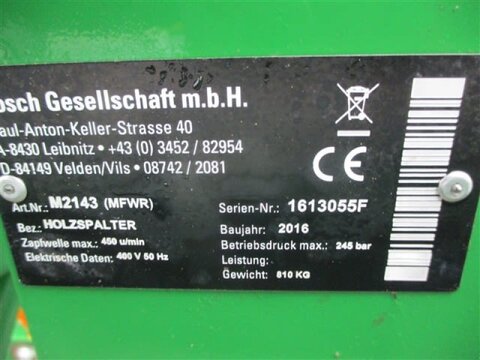 osch Gesellschaft m.b.H.
aul-Anton-Keller-Strasse 40
A-8430 Leibnitz • +43 (0) 3452 / 82954
D-84149 Velden/Vils • 08742 / 2081
CE
Art.Nr.: M2143 (MFWR)
Bez.: HOLZSPALTER
Zapfwelle max.: 450 u/min
Elektrische Daten: 400 V 50 Hz
Serien-Nr.: 1613055F
Baujahr: 2016
Betriebsdruck max.: 245 bar
Leistung:
Gewicht: 810 KG